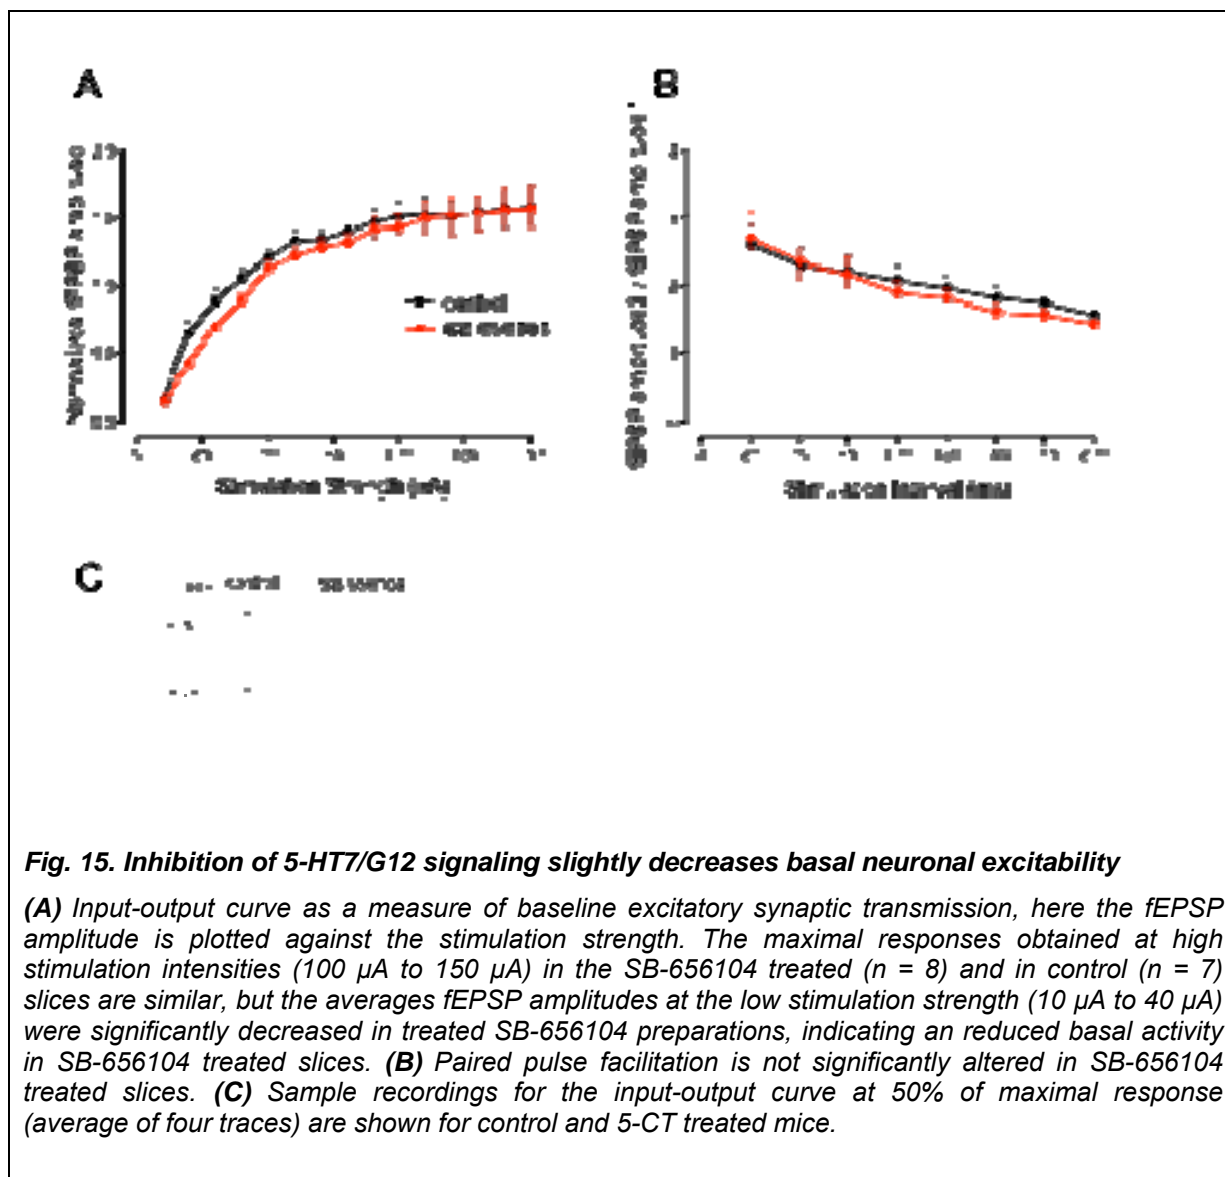 A
B
control
C
control
Fig. 15. Inhibition of 5-HT7/G12 signaling slightly decreases basal neuronal excitability
(A) Input-output curve as a measure of baseline excitatory synaptic transmission, here the fEPSP
amplitude is plotted against the stimulation strength. The maximal responses obtained at high
stimulation intensities (100 µA to 150 µA) in the SB-656104 treated (n = 8) and in control (n = 7)
slices are similar, but the averages fEPSP amplitudes at the low stimulation strength (10 µA to 40 µA)
were significantly decreased in treated SB-656104 preparations, indicating an reduced basal activity
in SB-656104 treated slices. (B) Paired pulse facilitation is not significantly altered in SB-656104
treated slices. (C) Sample recordings for the input-output curve at 50% of maximal response
(average of four traces) are shown for control and 5-CT treated mice.